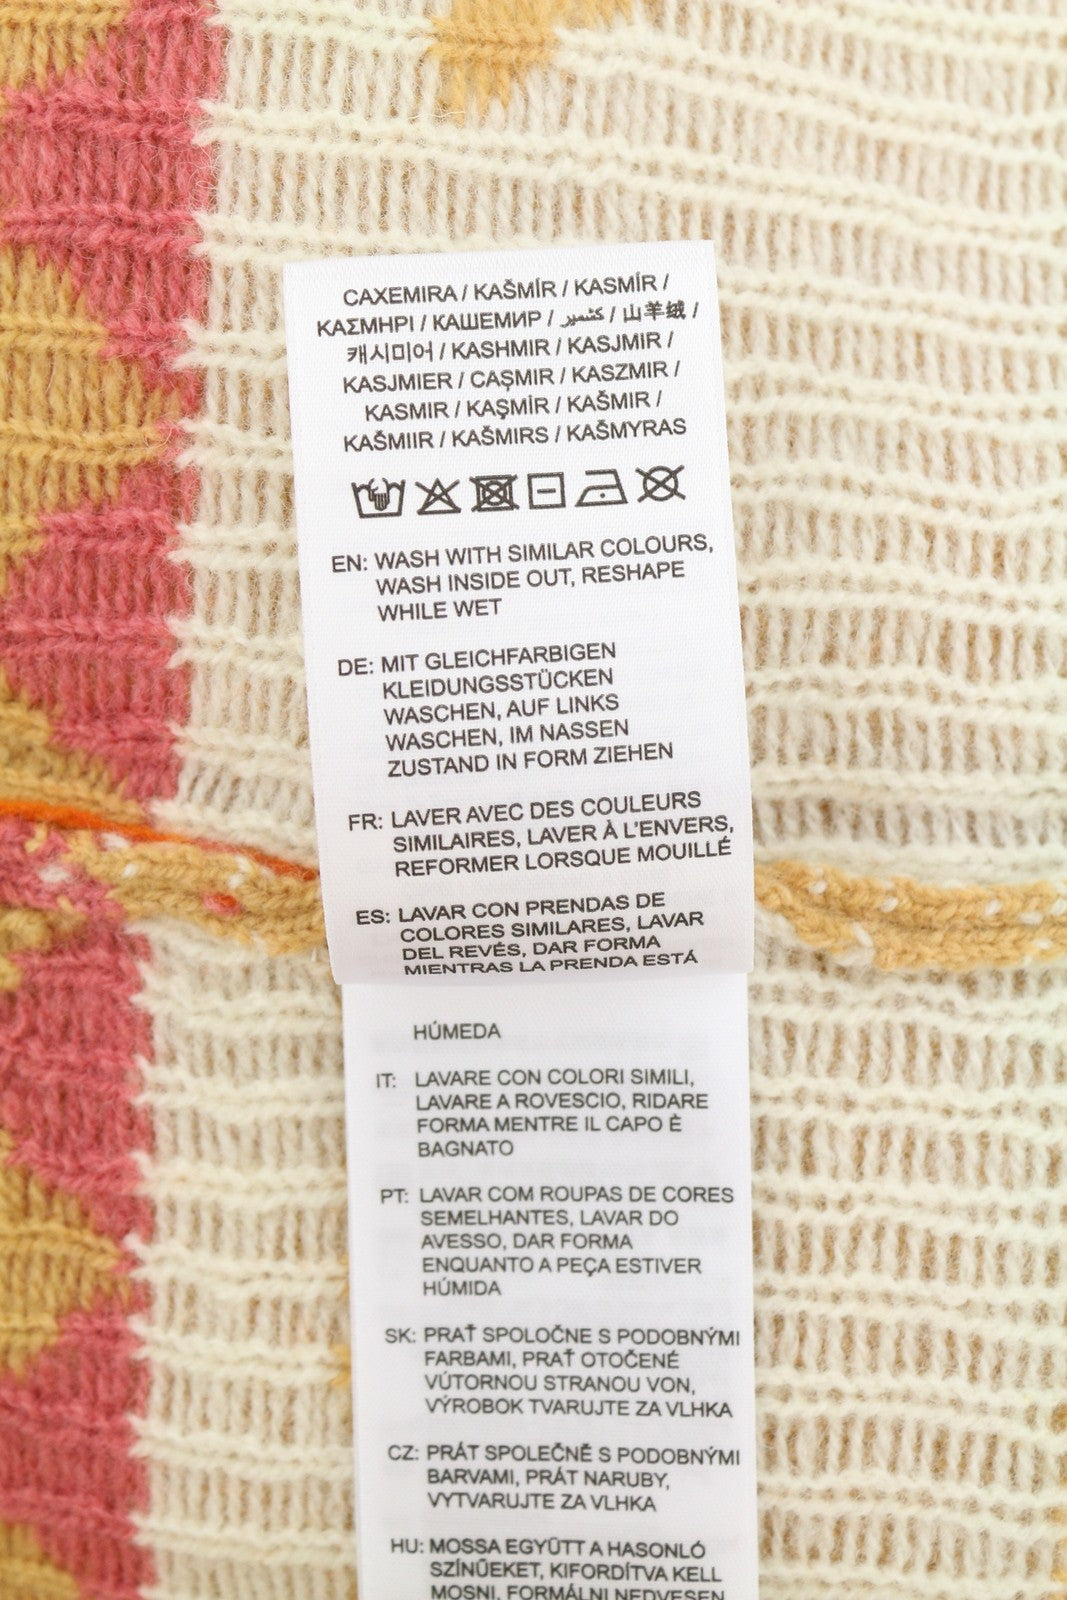 CAXEMIRA / KAŠMÍR / KASMÍR /
ΚΑΣΜΗΡΙ / КАШЕМИР / كشمير / 山羊绒 /
캐시미어 / KASHMIR / KASJMIR /
KASJMIER / CAŞMIR / KASZMIR /
KASMIR / KAŞMİR / KAŠMIR /
KAŠMIIR / KAŠMIRS / KAŠMYRAS
EN: WASH WITH SIMILAR COLOURS,
WASH INSIDE OUT, RESHAPE
WHILE WET
DE: MIT GLEICHFARBIGEN
KLEIDUNGSSTÜCKEN
WASCHEN, AUF LINKS
WASCHEN, IM NASSEN
ZUSTAND IN FORM ZIEHEN
FR: LAVER AVEC DES COULEURS
SIMILAIRES, LAVER À L'ENVERS,
REFORMER LORSQUE MOUILLÉ
ES: LAVAR CON PRENDAS DE
COLORES SIMILARES, LAVAR
DEL REVÉS, DAR FORMA
MIENTRAS LA PRENDA ESTÁ
HÚMEDA
IT: LAVARE CON COLORI SIMILI,
LAVARE A ROVESCIO, RIDARE
FORMA MENTRE IL CAPO È
BAGNATO
PT: LAVAR COM ROUPAS DE CORES
SEMELHANTES, LAVAR DO
AVESSO, DAR FORMA
ENQUANTO A PEÇA ESTIVER
HÚMIDA
SK: PRAŤ SPOLOČNE S PODOBNÝMI
FARBAMI, PRAŤ OTOČENÉ
VÚTORNOU STRANOU VON,
VÝROBOK TVARUJTE ZA VLHKA
CZ: PRÁT SPOLEČNĚ S PODOBNÝMI
BARVAMI, PRÁT NARUBY,
VYTVARUJTE ZA VLHKA
HU: MOSSA EGYÜTT A HASONLÓ
SZÍNŰEKET, KIFORDÍTVA KELL
MOSNI, FORMÁLNI NEDVESEN